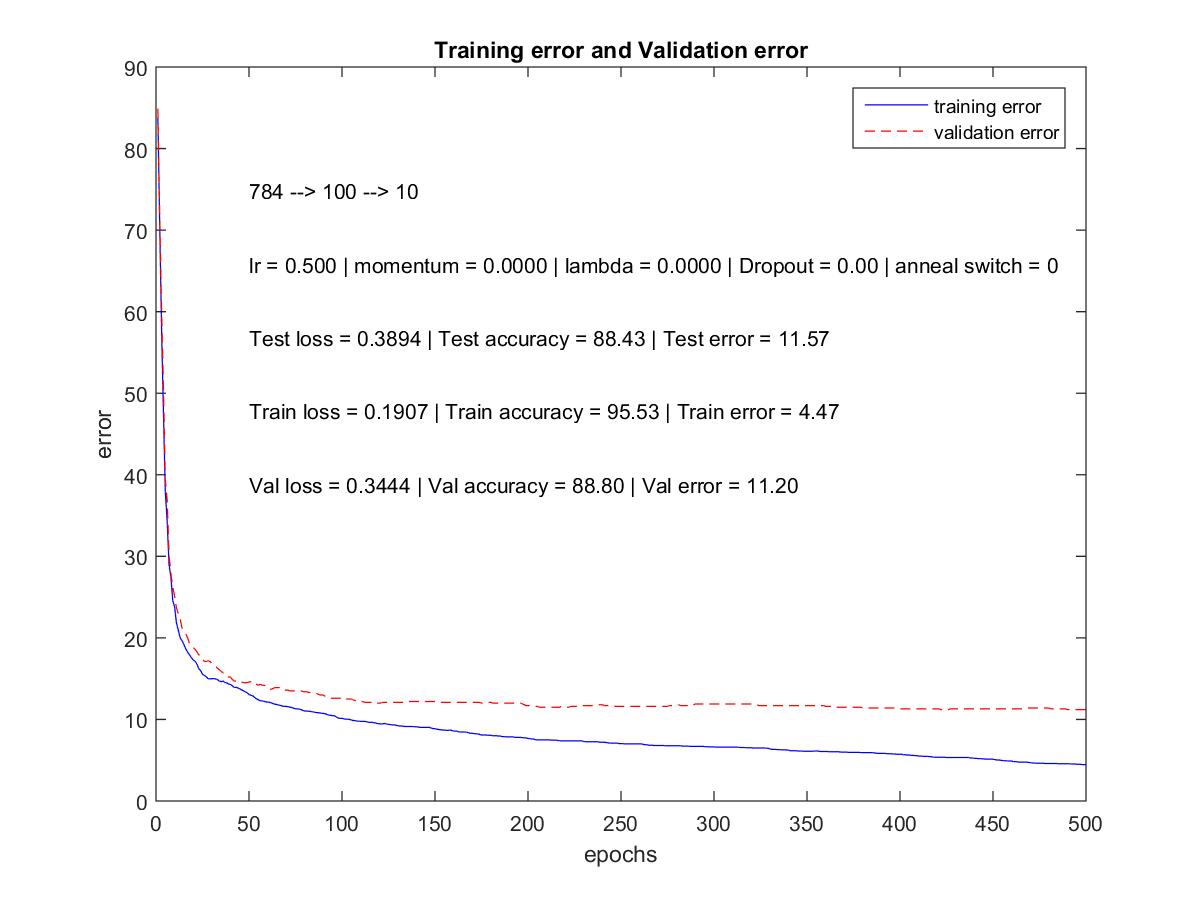 Training error and Validation error
90
80
70
60
50
40
30
20
10
0
error
training error
validation error
784 --> 100 --> 10
lr = 0.500 | momentum = 0.0000 | lambda = 0.0000 | Dropout = 0.00 | anneal switch = 0
Test loss = 0.3894 | Test accuracy = 88.43 | Test error = 11.57
Train loss = 0.1907 | Train accuracy = 95.53 | Train error = 4.47
Val loss = 0.3444 | Val accuracy = 88.80 | Val error = 11.20
0 50 100 150 200 250 300 350 400 450 500
epochs